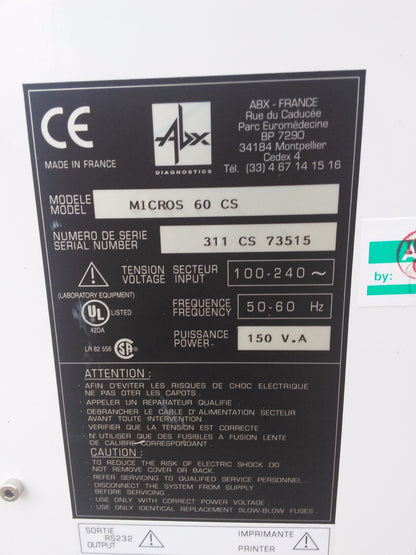 CE
MADE IN FRANCE
Abx
DIAGNOSTICS
ABX - FRANCE
Rue du Caducée
Parc Euromédecine
BP 7290
34184 Montpellier
Cedex 4
Tél. (33) 4 67 14 15 16
MODELE
MODEL
MICROS 60 CS
NUMERO DE SERIE
SERIAL NUMBER
311 CS 73515
TENSION SECTEUR
VOLTAGE INPUT
100-240 ~
(LABORATORY EQUIPMENT)
UL LISTED
42DA
FREQUENCE
FREQUENCY
50-60 Hz
LR 82 556 SA
PUISSANCE
POWER
150 V.A
ATTENTION :
. AFIN D'EVITER LES RISQUES DE CHOC ELECTRIQUE
NE PAS OTER LES CAPOTS.
- APPELER UN REPARATEUR QUALIFIE .
- DEBRANCHER LE CABLE D'ALIMENTATION SECTEUR
AVANT TOUTE INTERVENTION
- VERIFIER QUE LA TENSION EST CORRECTE.
N'UTILISER QUE DES FUSIBLES A FUSION LENTE
DE CALIBRE CORRESPONDANT.
CAUTION :
- TO REDUCE THE RISK OF ELECTRIC SHOCK DO
NOT REMOVE COVER OR BACK.
- REFER SERVICING TO QUALIFIED SERVICE PERSONNEL .
- DISCONNECT THE SYSTEM FROM SUPPLY
BEFORE SERVICING
- USE ONLY WITH CORRECT POWER VOLTAGE .
- USE ONLY IDENTICAL REPLACEMENT SLOW-BLOW FUSES .
by:
SORTIE
RS232
OUTPUT
IMPRIMANTE
PRINTER